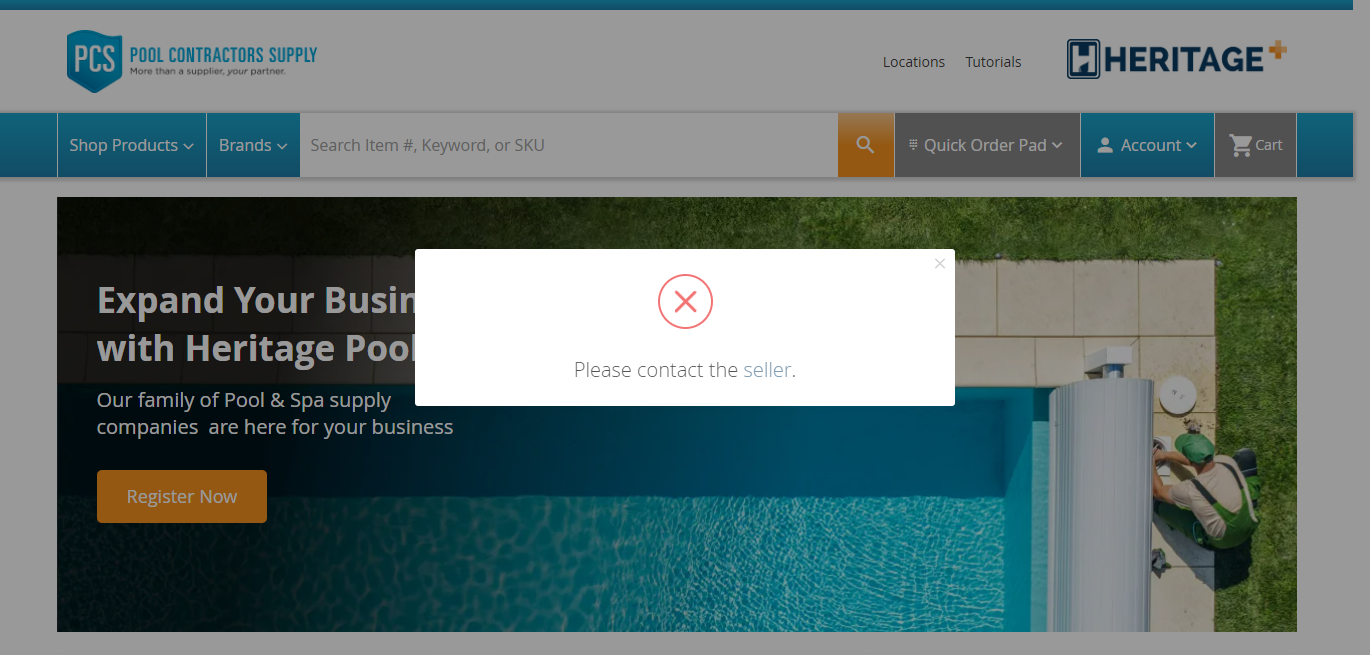 PCS POOL CONTRACTORS SUPPLY
More than a supplier, your partner.
Locations Tutorials
HERITAGE+
Shop Products Brands Search Item #, Keyword, or SKU Quick Order Pad Account Cart
Expand Your Busin
with Heritage Pool
Our family of Pool & Spa supply
companies are here for your business
Register Now
Please contact the seller.